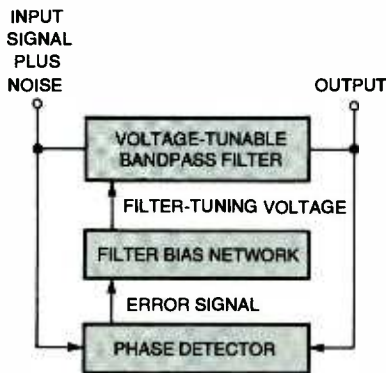 INPUT
SIGNAL
PLUS
NOISE
OUTPUT
VOLTAGE-TUNABLE
BANDPASS FILTER
FILTER-TUNING VOLTAGE
FILTER BIAS NETWORK
ERROR SIGNAL
PHASE DETECTOR